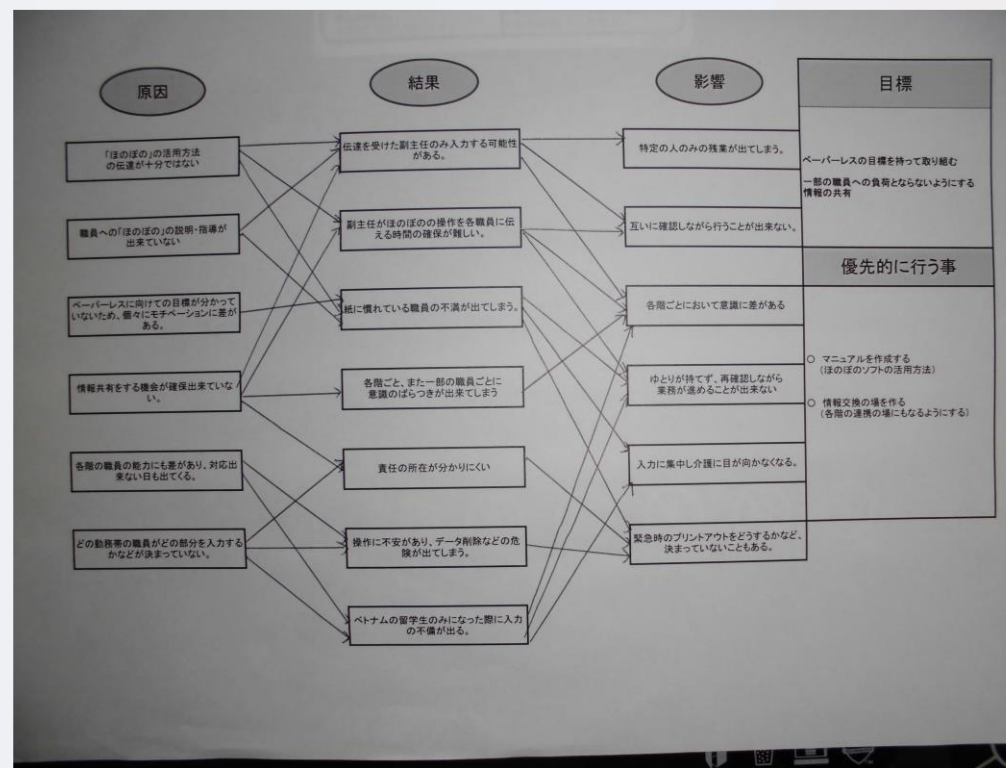 原因
結果
影響
目標
「ほのぼの」の活用方法
の伝達が十分ではない
職員への「ほのぼの」の説明・指導が
出来ていない
ペーパーレスに向けての目標が分かって
いないため、個々にモチベーションに差が
ある。
情報共有をする機会が確保出来ていな
い。
各階の職員の能力にも差があり、対応出
来ない日も出てくる。
どの勤務帯の職員がどの部分を入力する
かなどが決まっていない。
伝達を受けた副主任のみ入力する可能性
がある。
副主任がほのぼのの操作を各職員に伝
える時間の確保が難しい。
紙に慣れている職員の不満が出てしまう。
各階ごと、また一部の職員ごとに
意識のばらつきが出来てしまう
責任の所在が分かりにくい
操作に不安があり、データ削除などの危
険が出てしまう。
ベトナムの留学生のみになった際に入力
の不備が出る。
特定の人のみの残業が出てしまう。
互いに確認しながら行うことが出来ない。
各階ごとにおいて意識に差がある
ゆとりが持てず、再確認しながら
業務が進めることが出来ない
入力に集中し介護に目が向かなくなる。
緊急時のプリントアウトをどうするかなど、
決まっていないこともある。
ペーパーレスの目標を持って取り組む
一部の職員への負荷とならないようにする
情報の共有
優先的に行う事
○ マニュアルを作成する
(ほのぼのソフトの活用方法)
○ 情報交換の場を作る
(各階の連携の場にもなるようにする)